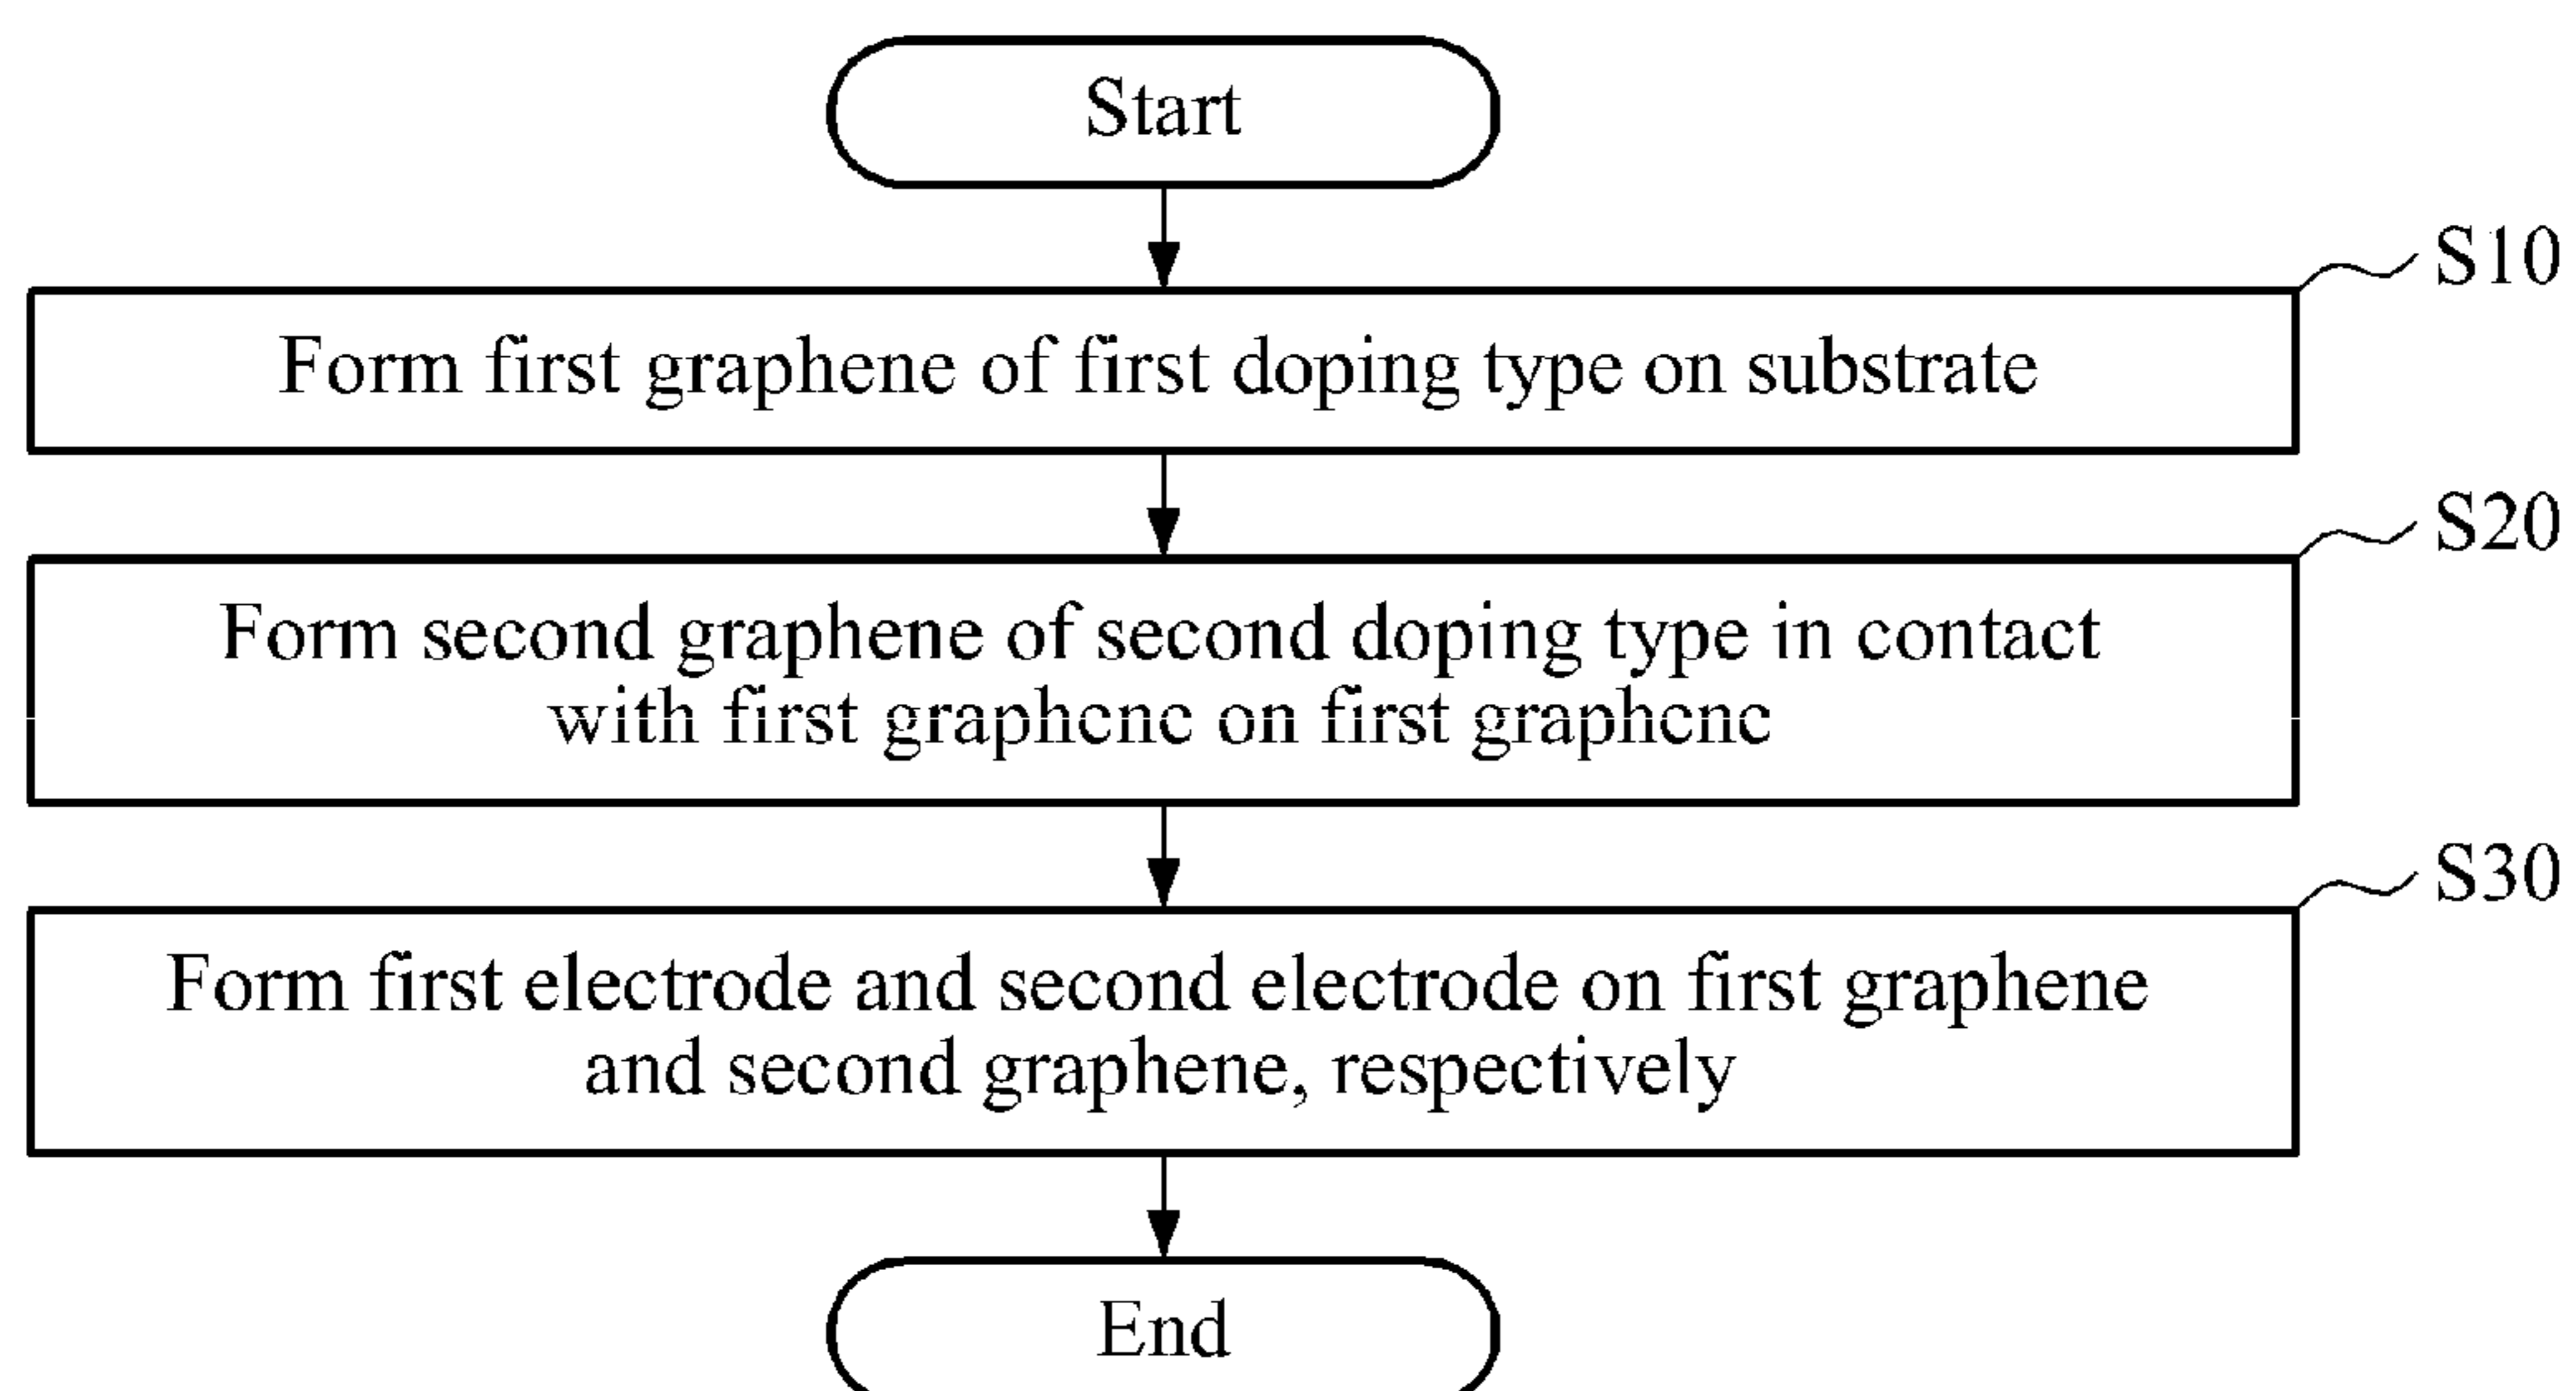 Start
S10
Form first graphene of first doping type on substrate
S20
Form second graphene of second doping type in contact
with first graphene on first graphene
S30
Form first electrode and second electrode on first graphene
and second graphene, respectively
End